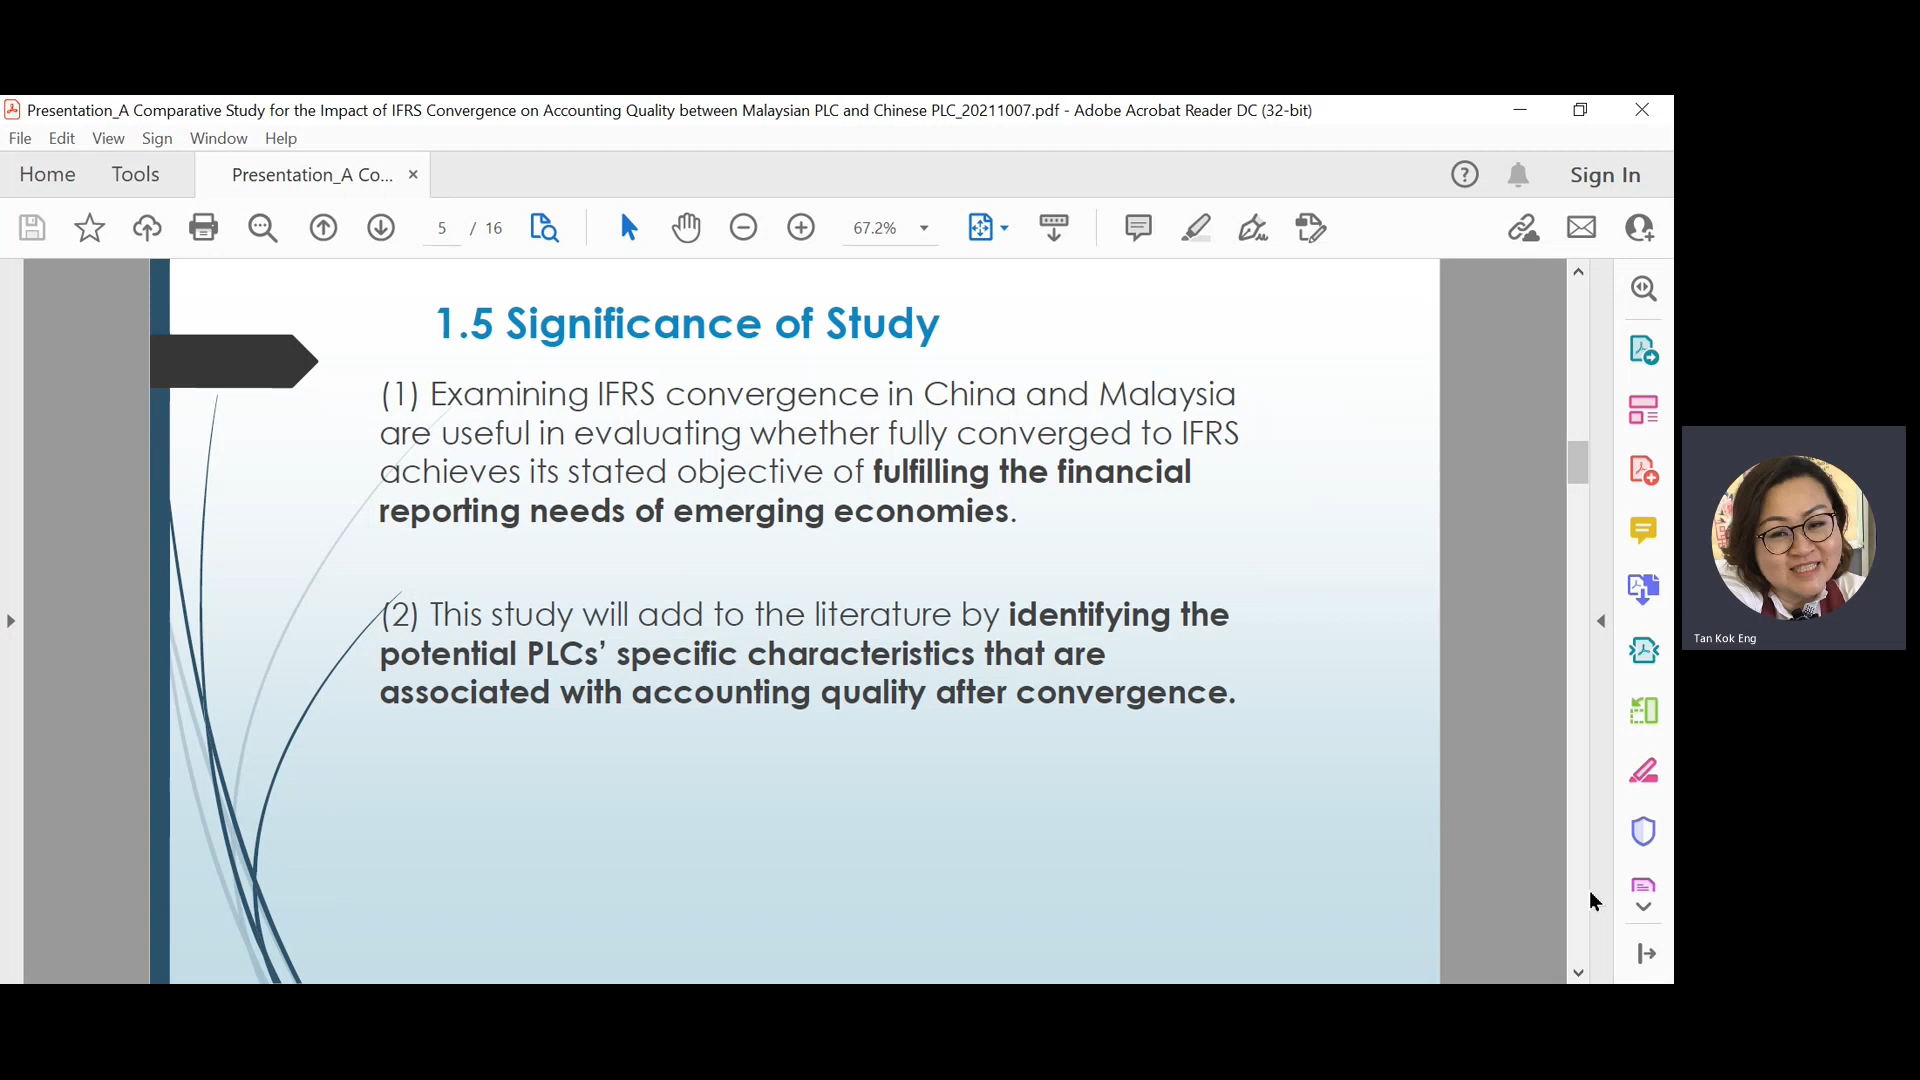 Presentation_A Comparative Study for the Impact of IFRS Convergence on Accounting Quality between Malaysian PLC and Chinese PLC_20211007.pdf - Adobe Acrobat Reader DC (32-bit)
File Edit View Sign Window Help
Home Tools Presentation_A Co... × Sign In
5 / 16 67.2%
1.5 Significance of Study
(1) Examining IFRS convergence in China and Malaysia
are useful in evaluating whether fully converged to IFRS
achieves its stated objective of fulfilling the financial
reporting needs of emerging economies.
(2) This study will add to the literature by identifying the
potential PLCs’ specific characteristics that are
associated with accounting quality after convergence.
Tan Kok Eng